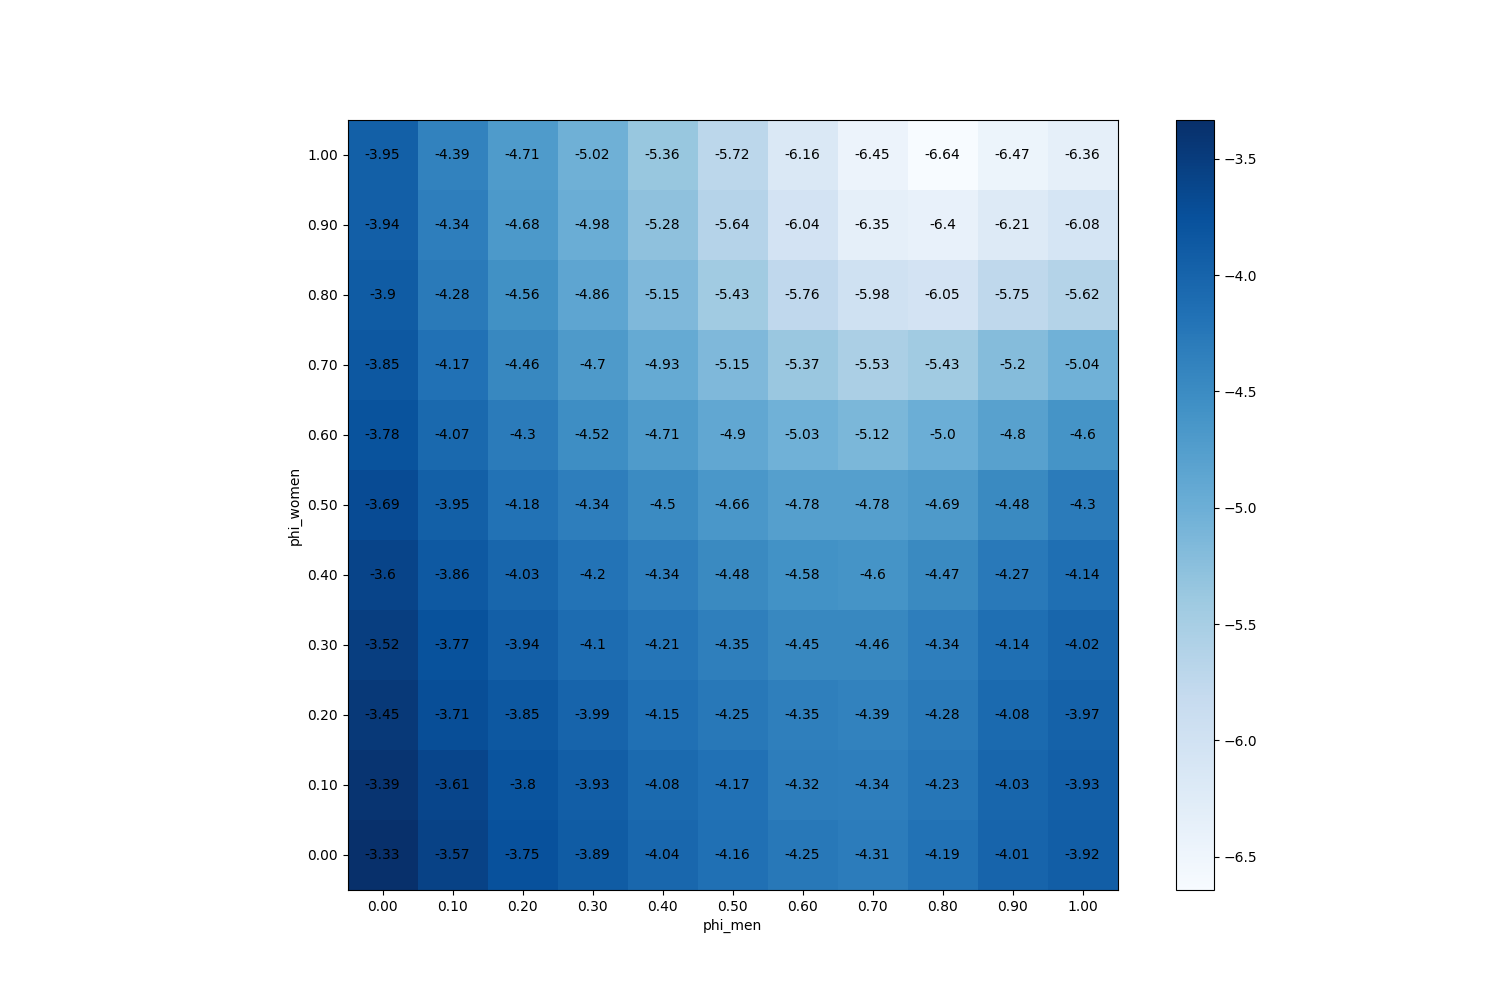 1.00 -3.95 -4.39 -4.71 -5.02 -5.36 -5.72 -6.16 -6.45 -6.64 -6.47 -6.36
0.90 -3.94 -4.34 -4.68 -4.98 -5.28 -5.64 -6.04 -6.35 -6.4 -6.21 -6.08
0.80 -3.9 -4.28 -4.56 -4.86 -5.15 -5.43 -5.76 -5.98 -6.05 -5.75 -5.62
0.70 -3.85 -4.17 -4.46 -4.7 -4.93 -5.15 -5.37 -5.53 -5.43 -5.2 -5.04
0.60 -3.78 -4.07 -4.3 -4.52 -4.71 -4.9 -5.03 -5.12 -5.0 -4.8 -4.6
0.50 -3.69 -3.95 -4.18 -4.34 -4.5 -4.66 -4.78 -4.78 -4.69 -4.48 -4.3
0.40 -3.6 -3.86 -4.03 -4.2 -4.34 -4.48 -4.58 -4.6 -4.47 -4.27 -4.14
0.30 -3.52 -3.77 -3.94 -4.1 -4.21 -4.35 -4.45 -4.46 -4.34 -4.14 -4.02
0.20 -3.45 -3.71 -3.85 -3.99 -4.15 -4.25 -4.35 -4.39 -4.28 -4.08 -3.97
0.10 -3.39 -3.61 -3.8 -3.93 -4.08 -4.17 -4.32 -4.34 -4.23 -4.03 -3.93
0.00 -3.33 -3.57 -3.75 -3.89 -4.04 -4.16 -4.25 -4.31 -4.19 -4.01 -3.92
0.00 0.10 0.20 0.30 0.40 0.50 0.60 0.70 0.80 0.90 1.00
phi_men
phi_women
−3.5
−4.0
−4.5
−5.0
−5.5
−6.0
−6.5